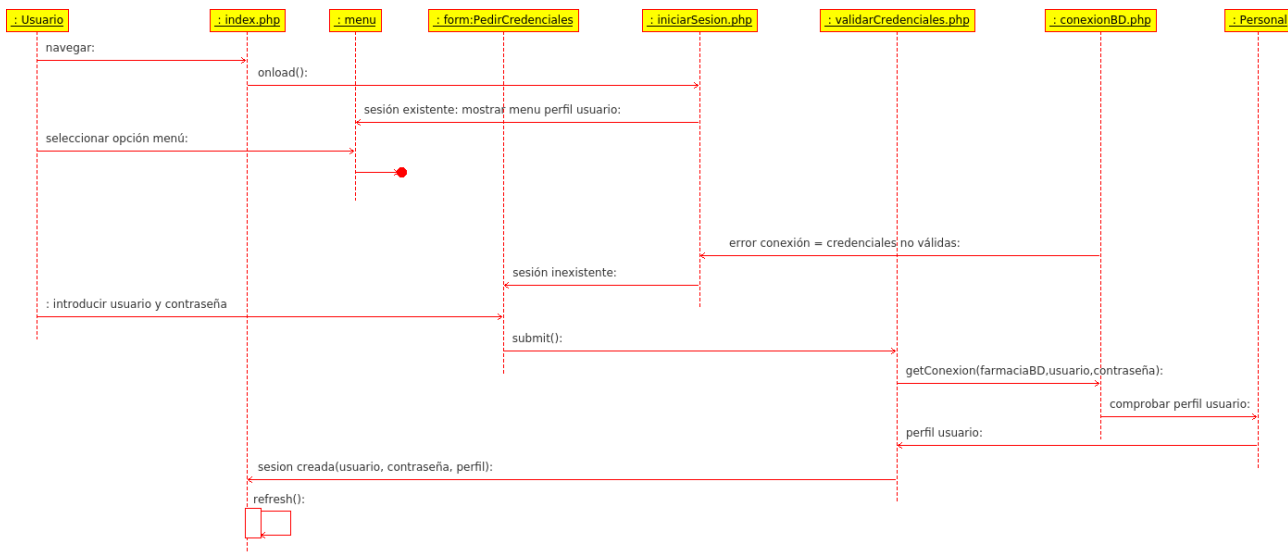 : Usuario
: index.php
: menu
: form:PedirCredenciales
: iniciarSesion.php
: validarCredenciales.php
: conexionBD.php
: Personal
navegar:
onload():
sesión existente: mostrar menu perfil usuario:
seleccionar opción menú:
error conexión = credenciales no válidas:
sesión inexistente:
: introducir usuario y contraseña
submit():
getConexion(farmaciaBD,usuario,contraseña):
comprobar perfil usuario:
perfil usuario:
sesion creada(usuario, contraseña, perfil):
refresh():